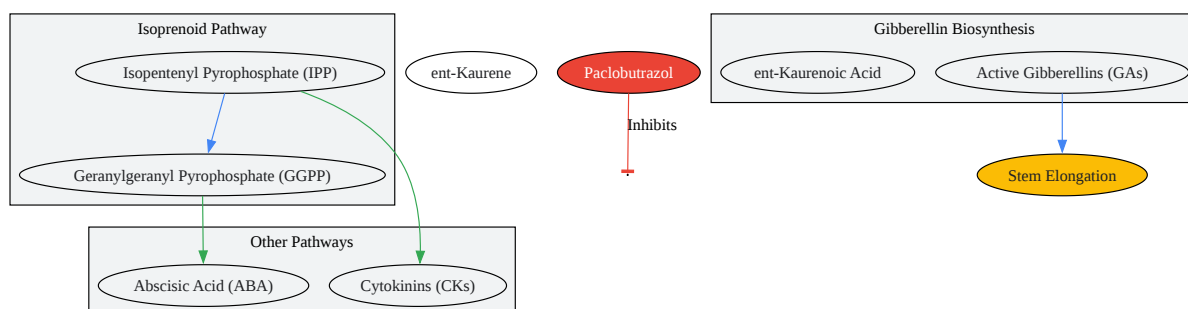 Isoprenoid Pathway
Gibberellin Biosynthesis
Isopentenyl Pyrophosphate (IPP)
ent-Kaurene
Paclobutrazol
ent-Kaurenoic Acid
Active Gibberellins (GAs)
Inhibits
Geranylgeranyl Pyrophosphate (GGPP)
Stem Elongation
Other Pathways
Abscisic Acid (ABA)
Cytokinins (CKs)